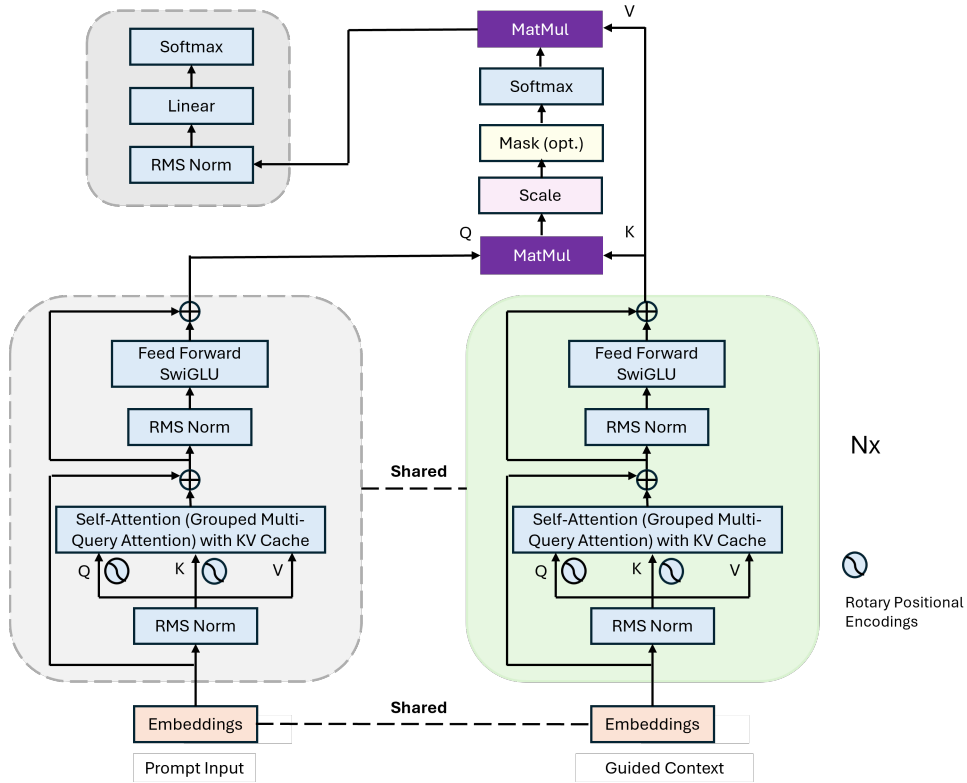 V
MatMul
Softmax
Softmax
Linear
Mask (opt.)
RMS Norm
Scale
Q
K
MatMul
Feed Forward
SwiGLU
Feed Forward
SwiGLU
RMS Norm
RMS Norm
Nx
Shared
Self-Attention (Grouped Multi-
Query Attention) with KV Cache
Self-Attention (Grouped Multi-
Query Attention) with KV Cache
Q
K
V
Q
K
V
Rotary Positional
Encodings
RMS Norm
RMS Norm
Shared
Embeddings
Embeddings
Prompt Input
Guided Context